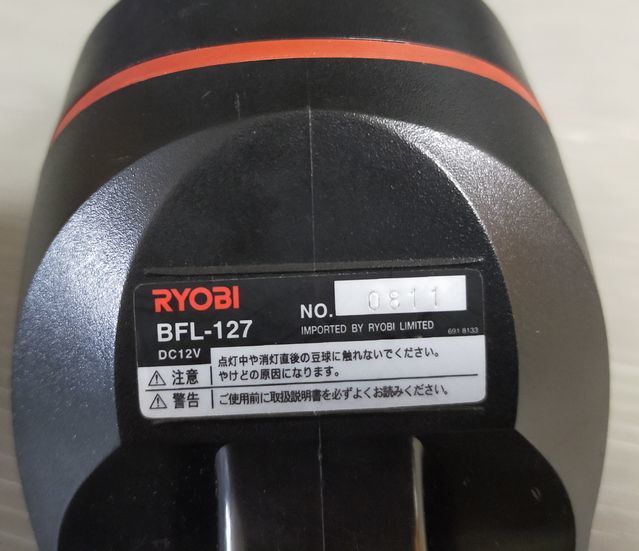 RYOBI
BFL-127
DC12V
NO. 0811
IMPORTED BY RYOBI LIMITED
691 8133
注意
点灯中や消灯直後の豆球に触れないでください。
やけどの原因になります。
警告
ご使用前に取扱説明書を必ずよくお読みください。